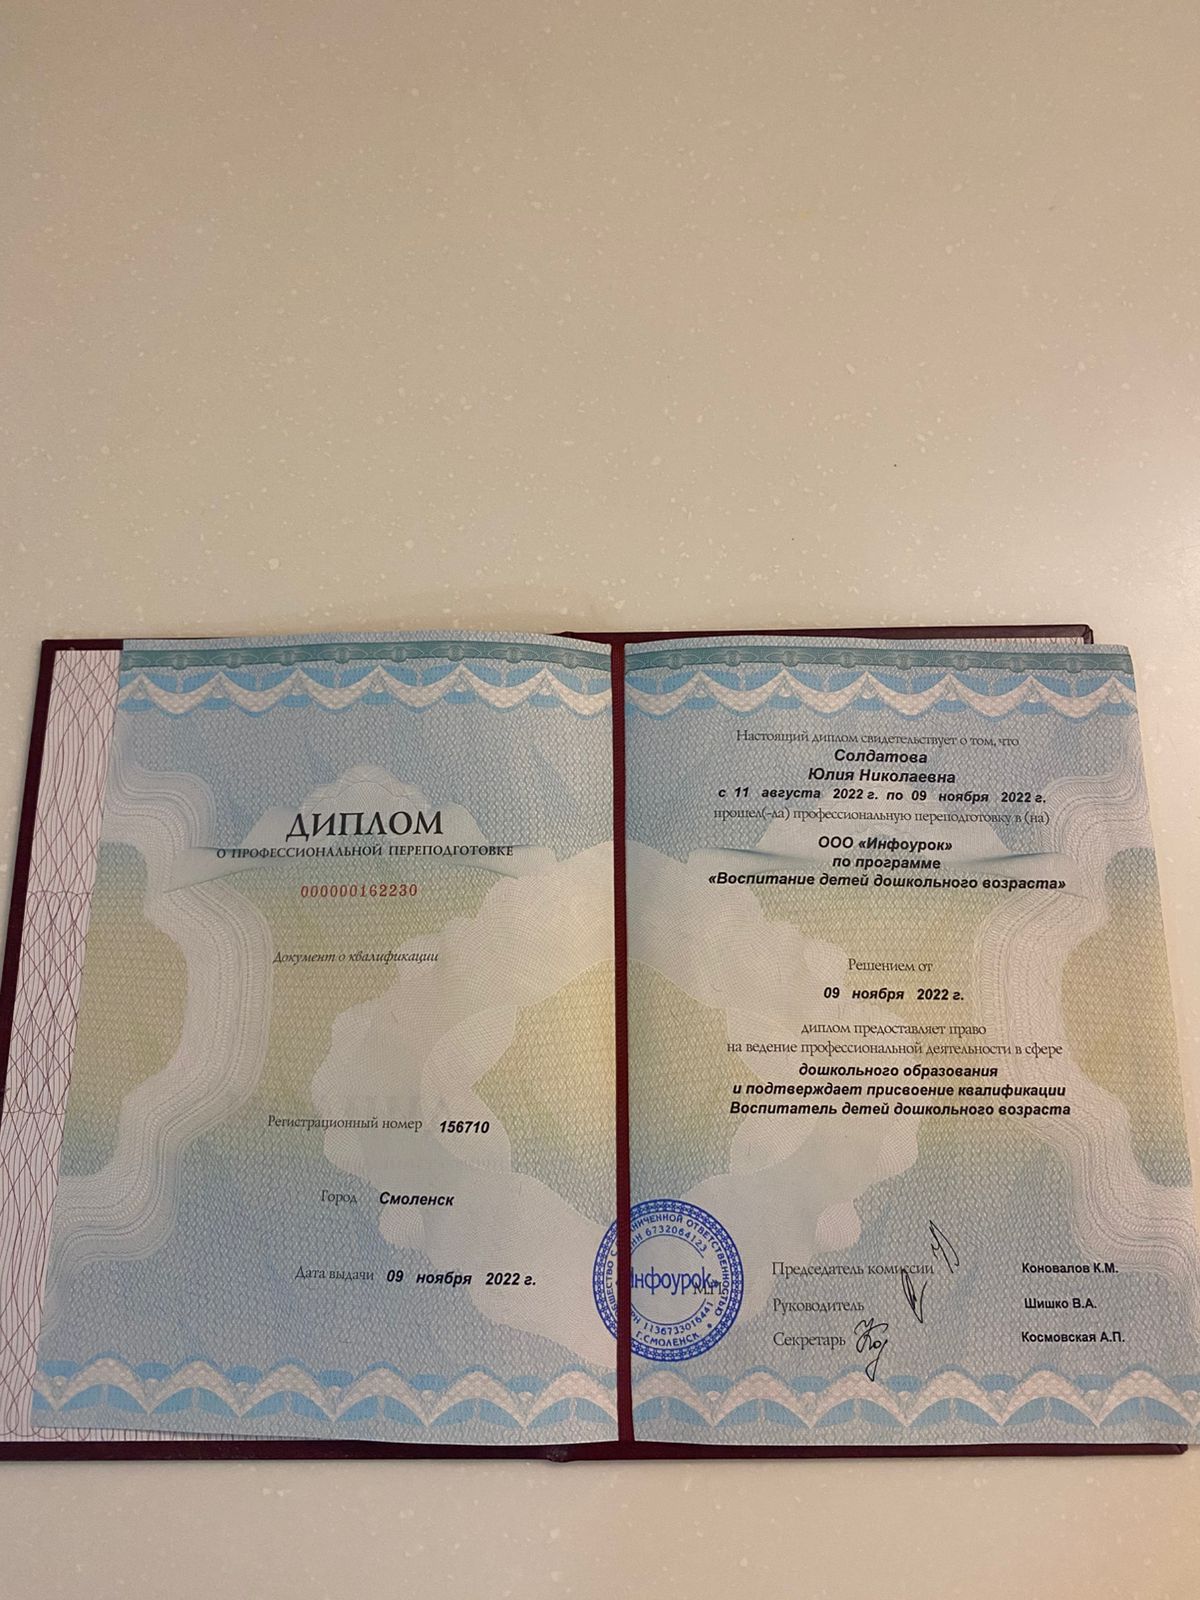 ДИПЛОМ
О ПРОФЕССИОНАЛЬНОЙ ПЕРЕПОДГОТОВКЕ
000000162230
Документ о квалификации
Регистрационный номер 156710
Город Смоленск
Дата выдачи 09 ноября 2022 г.
Настоящий диплом свидетельствует о том, что
Солдатова
Юлия Николаевна
с 11 августа 2022 г. по 09 ноября 2022 г.
прошел(-ла) профессиональную переподготовку в (на)
ООО «Инфоурок»
по программе
«Воспитание детей дошкольного возраста»
Решением от
09 ноября 2022 г.
диплом предоставляет право
на ведение профессиональной деятельности в сфере
дошкольного образования
и подтверждает присвоение квалификации
Воспитатель детей дошкольного возраста
Председатель комиссии Коновалов К.М.
Руководитель Шишко В.А.
Секретарь Космовская А.П.
М.П.
ОТВЕТСТВЕННОСТЬЮ
6732064123
Инфоурок»
1136733016441
Г.СМОЛЕНСК